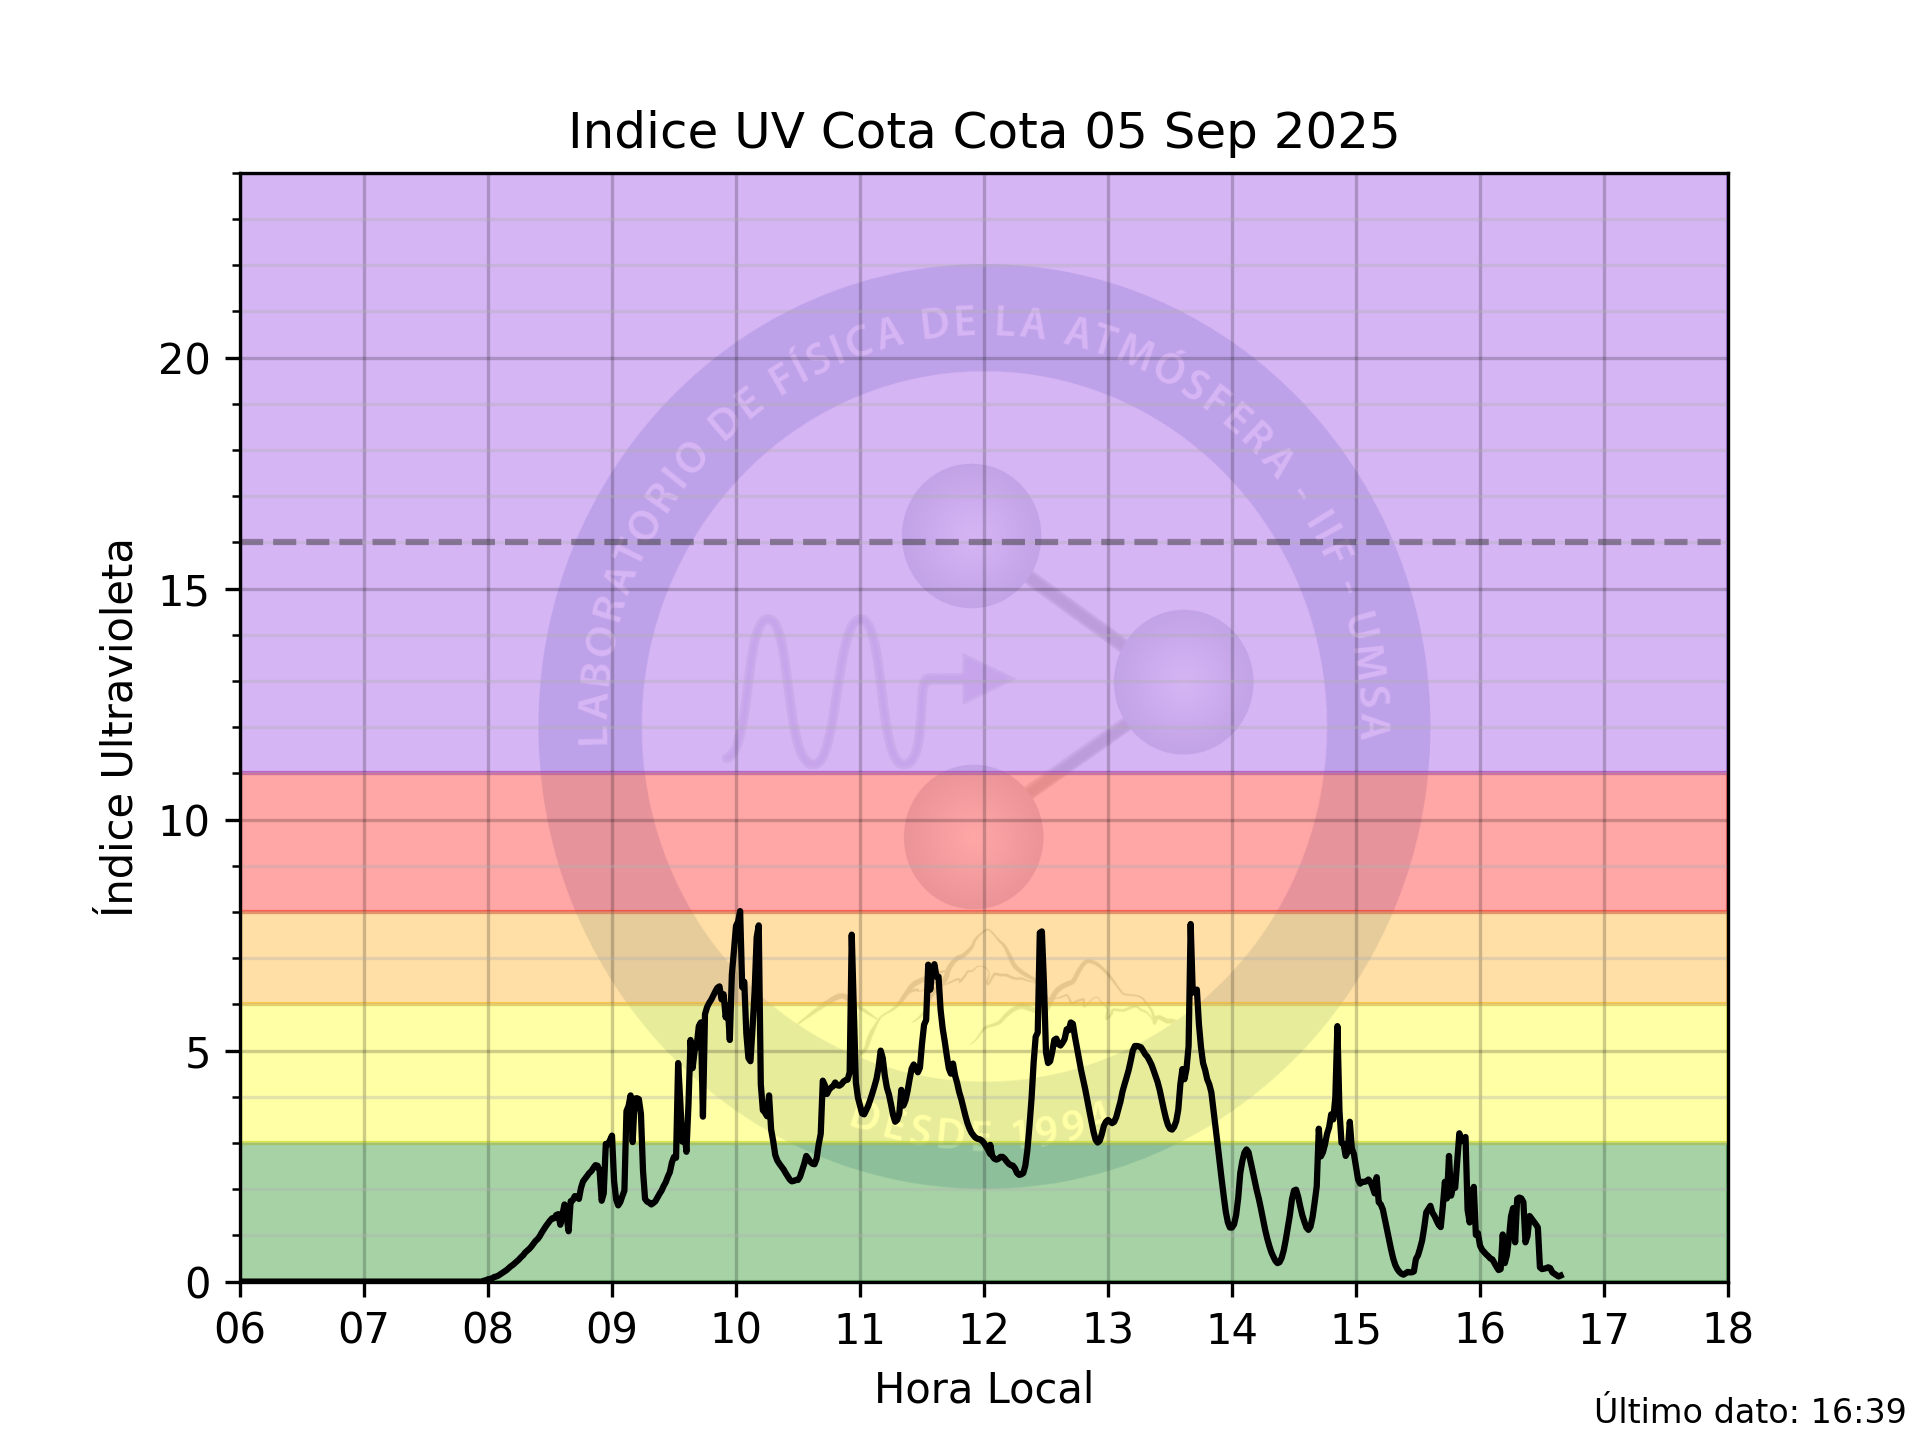 Indice UV Cota Cota 05 Sep 2025
LABORATORIO DE FÍSICA DE LA ATMÓSFERA - IIF - UMSA
DESDE 1994
Índice Ultravioleta
20
15
10
5
0
06 07 08 09 10 11 12 13 14 15 16 17 18
Hora Local
Último dato: 16:39